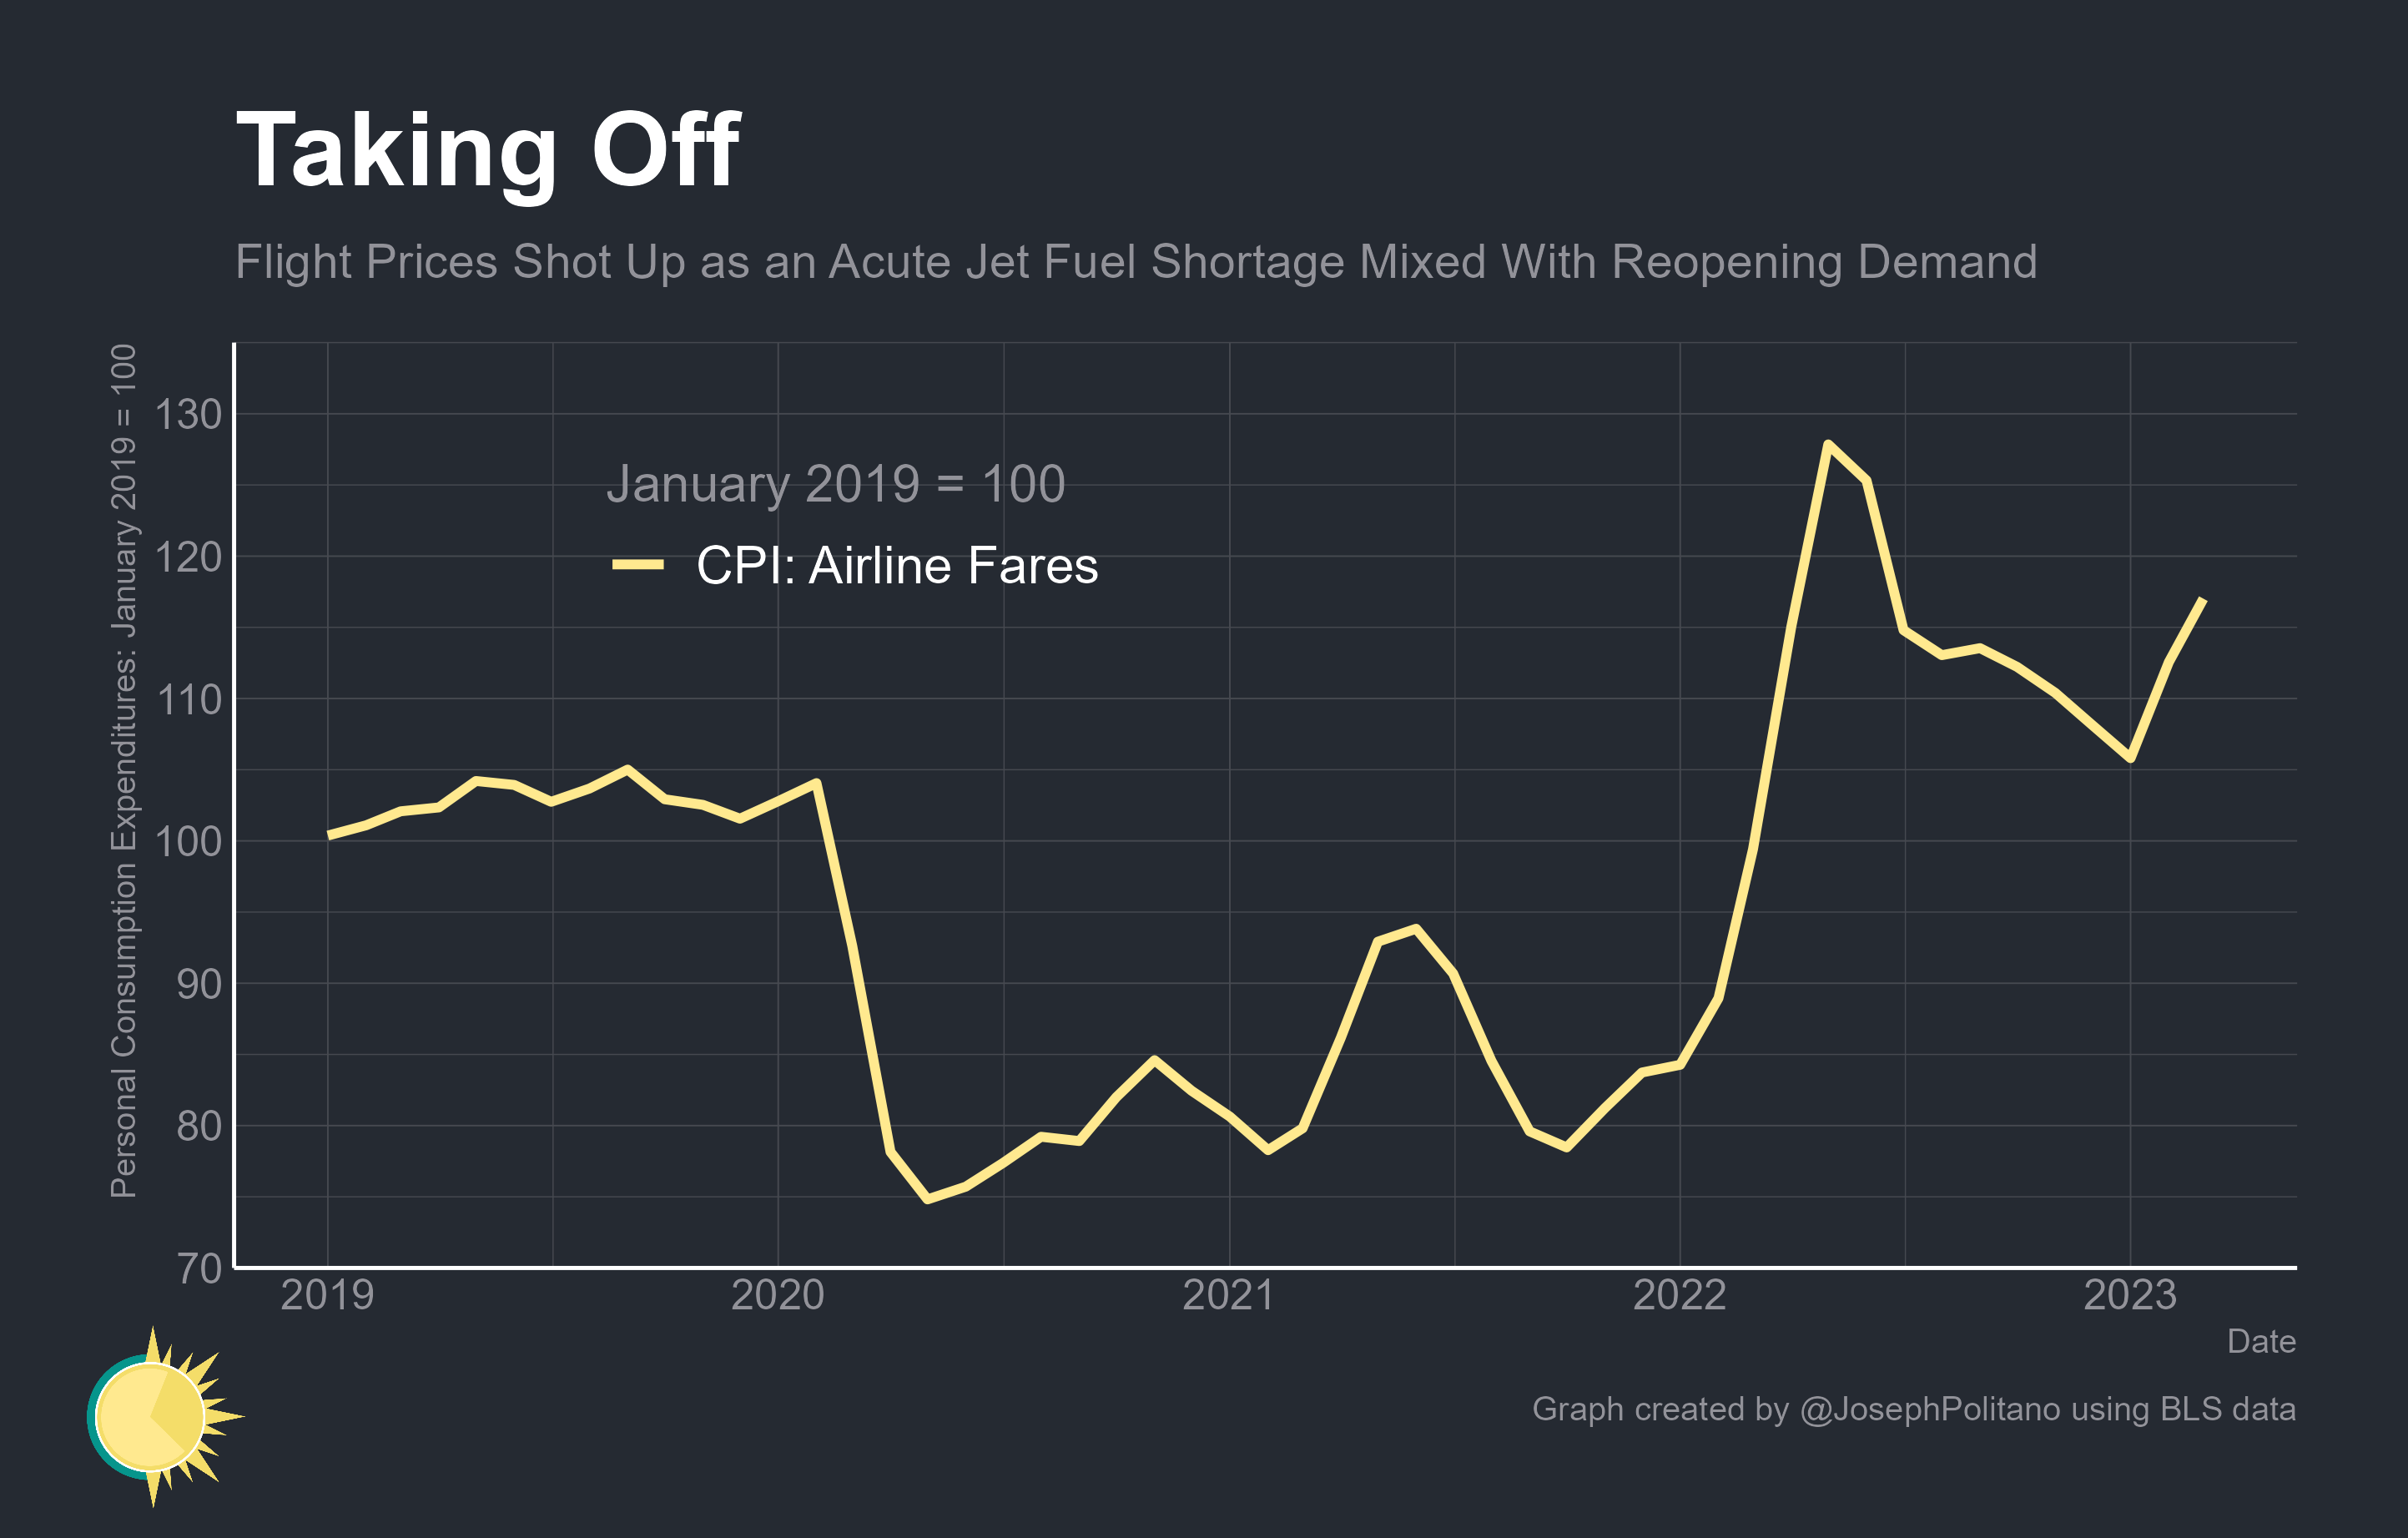 Taking Off
Flight Prices Shot Up as an Acute Jet Fuel Shortage Mixed With Reopening Demand
Personal Consumption Expenditures: January 2019 = 100
130
120
110
100
90
80
70
January 2019 = 100
CPI: Airline Fares
2019
2020
2021
2022
2023
Date
Graph created by @JosephPolitano using BLS data